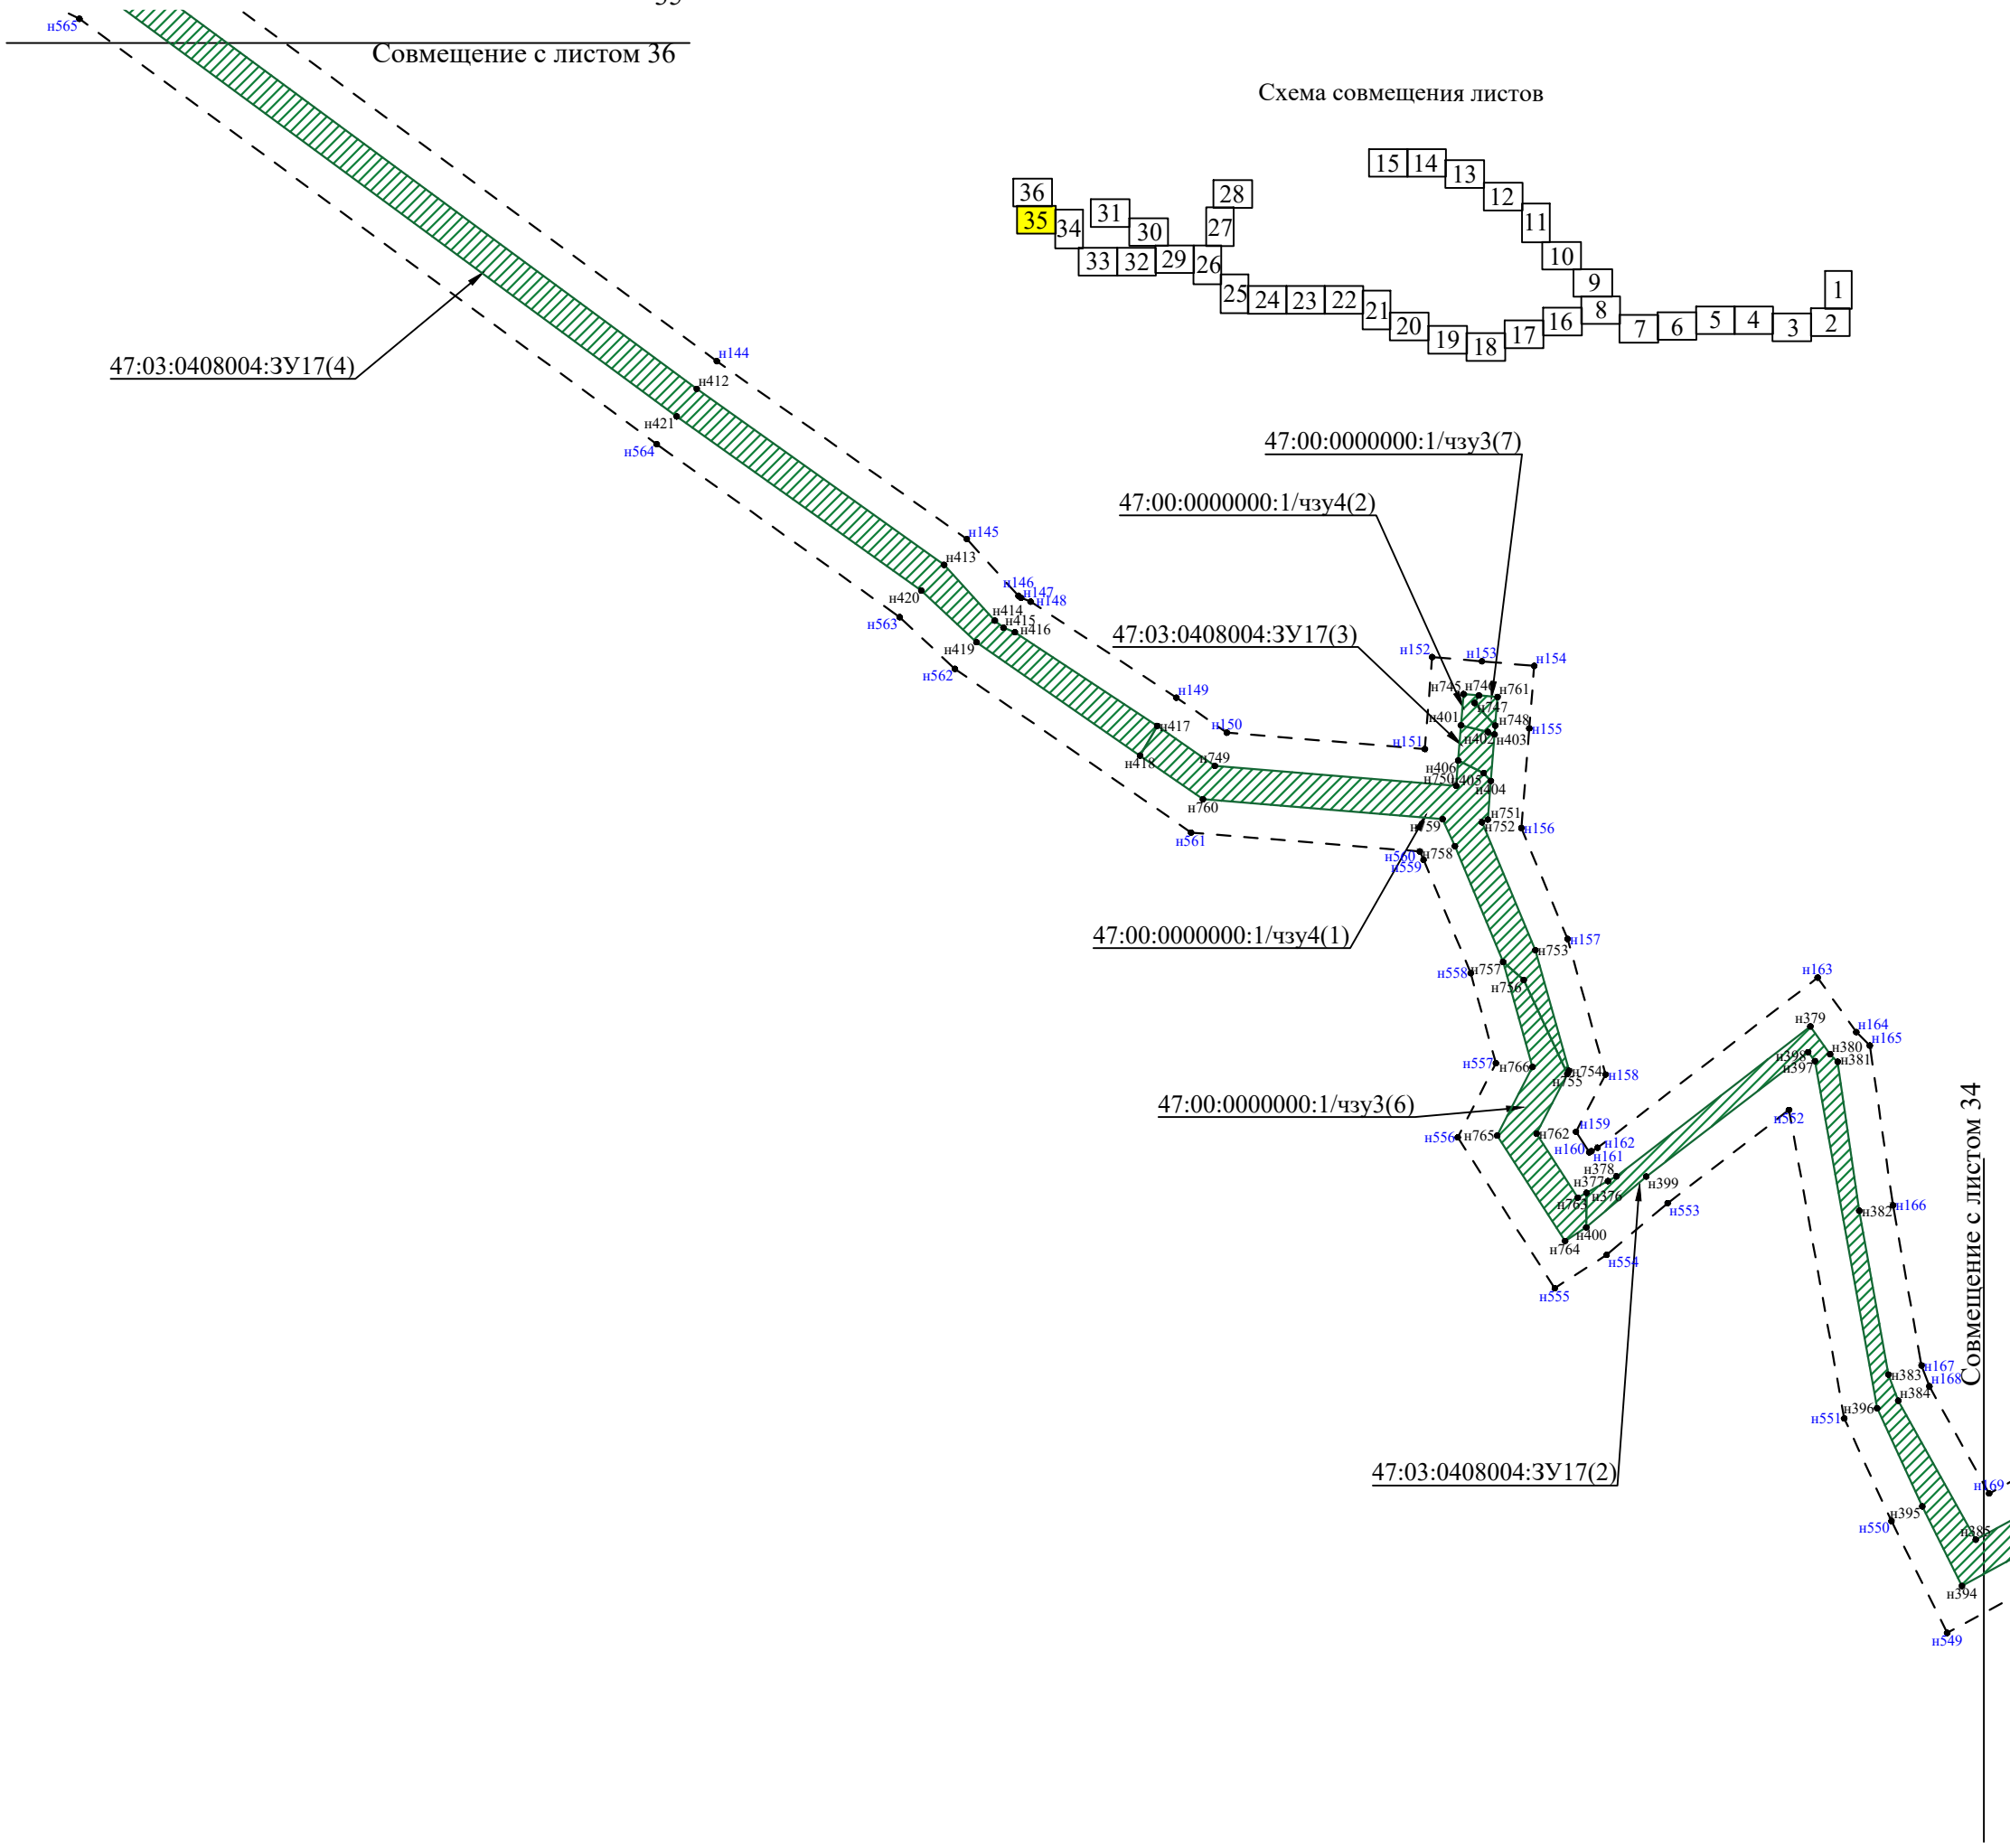 35
н565
Совмещение с листом 36
Схема совмещения листов
15 14 13 12 11 10 9 8 7 6 5 4 3 2 1
36 35 34 31 30 33 32 29 28 27 26 25 24 23 22 21 20 19 18 17 16
47:03:0408004:ЗУ17(4)
н144
н412
н421
н564
47:00:0000000:1/чзу3(7)
47:00:0000000:1/чзу4(2)
н145
н413
н146
н147
н148
н420
н414
н415
н416
н563
47:03:0408004:ЗУ17(3)
н419
н562
н152
н153
н154
н149
н745
н746
н761
н747
н150
н417
н401
н748
н155
н402
н403
н151
н418
н749
н406
н750
н405
н404
н760
н751
н752
н759
н156
н561
н758
н560
н559
47:00:0000000:1/чзу4(1)
н157
н753
н558
н757
н756
н163
н379
н164
н165
н380
н398
н381
н397
н557
н766
н754
н755
н158
47:00:0000000:1/чзу3(6)
н552
н159
н556
н765
н762
н162
н160
н161
н378
н377
н399
н376
н763
н553
н382
н166
н400
н764
н554
н555
Совмещение с листом 34
н167
н383
н168
н384
н396
н551
47:03:0408004:ЗУ17(2)
н169
н395
н550
н385
н394
н549